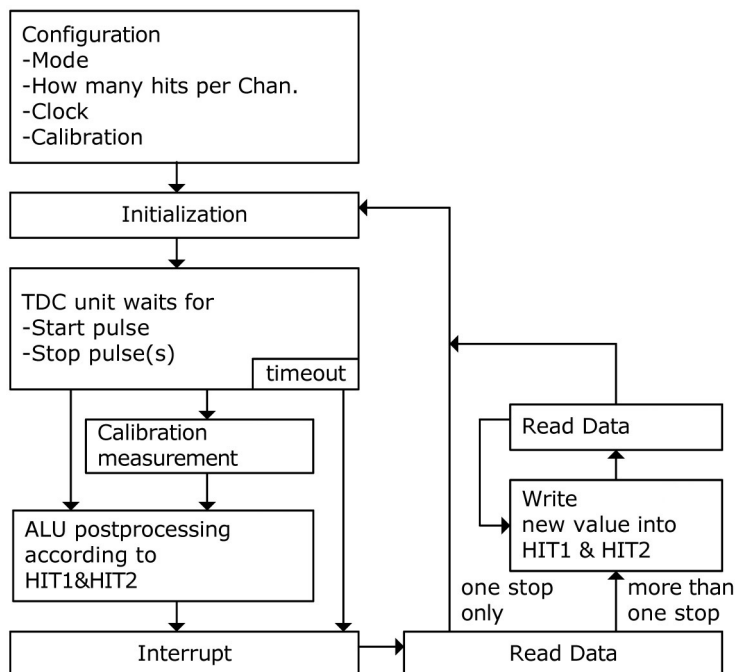 Configuration
-Mode
-How many hits per Chan.
-Clock
-Calibration
Initialization
TDC unit waits for
-Start pulse
-Stop pulse(s)
timeout
Calibration
measurement
ALU postprocessing
according to
HIT1&HIT2
Interrupt
Read Data
one stop
only
more than
one stop
Write
new value into
HIT1 & HIT2
Read Data